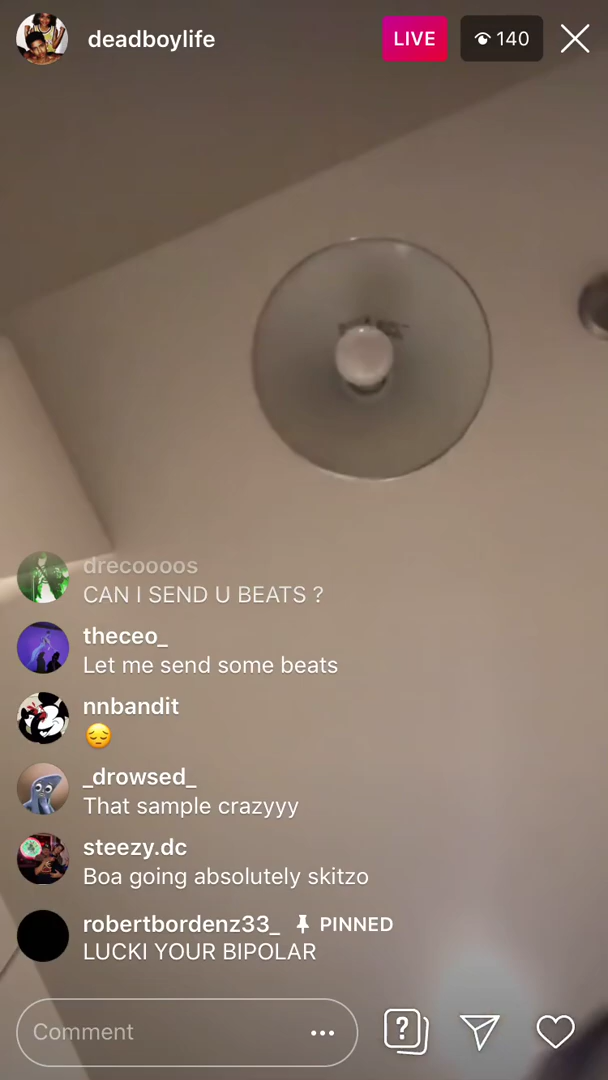 deadboylife
LIVE
140
drecoooos
CAN I SEND U BEATS ?
theceo_
Let me send some beats
nnbandit
😔
_drowsed_
That sample crazyyy
steezy.dc
Boa going absolutely skitzo
robertbordenz33_ PINNED
LUCKI YOUR BIPOLAR
Comment